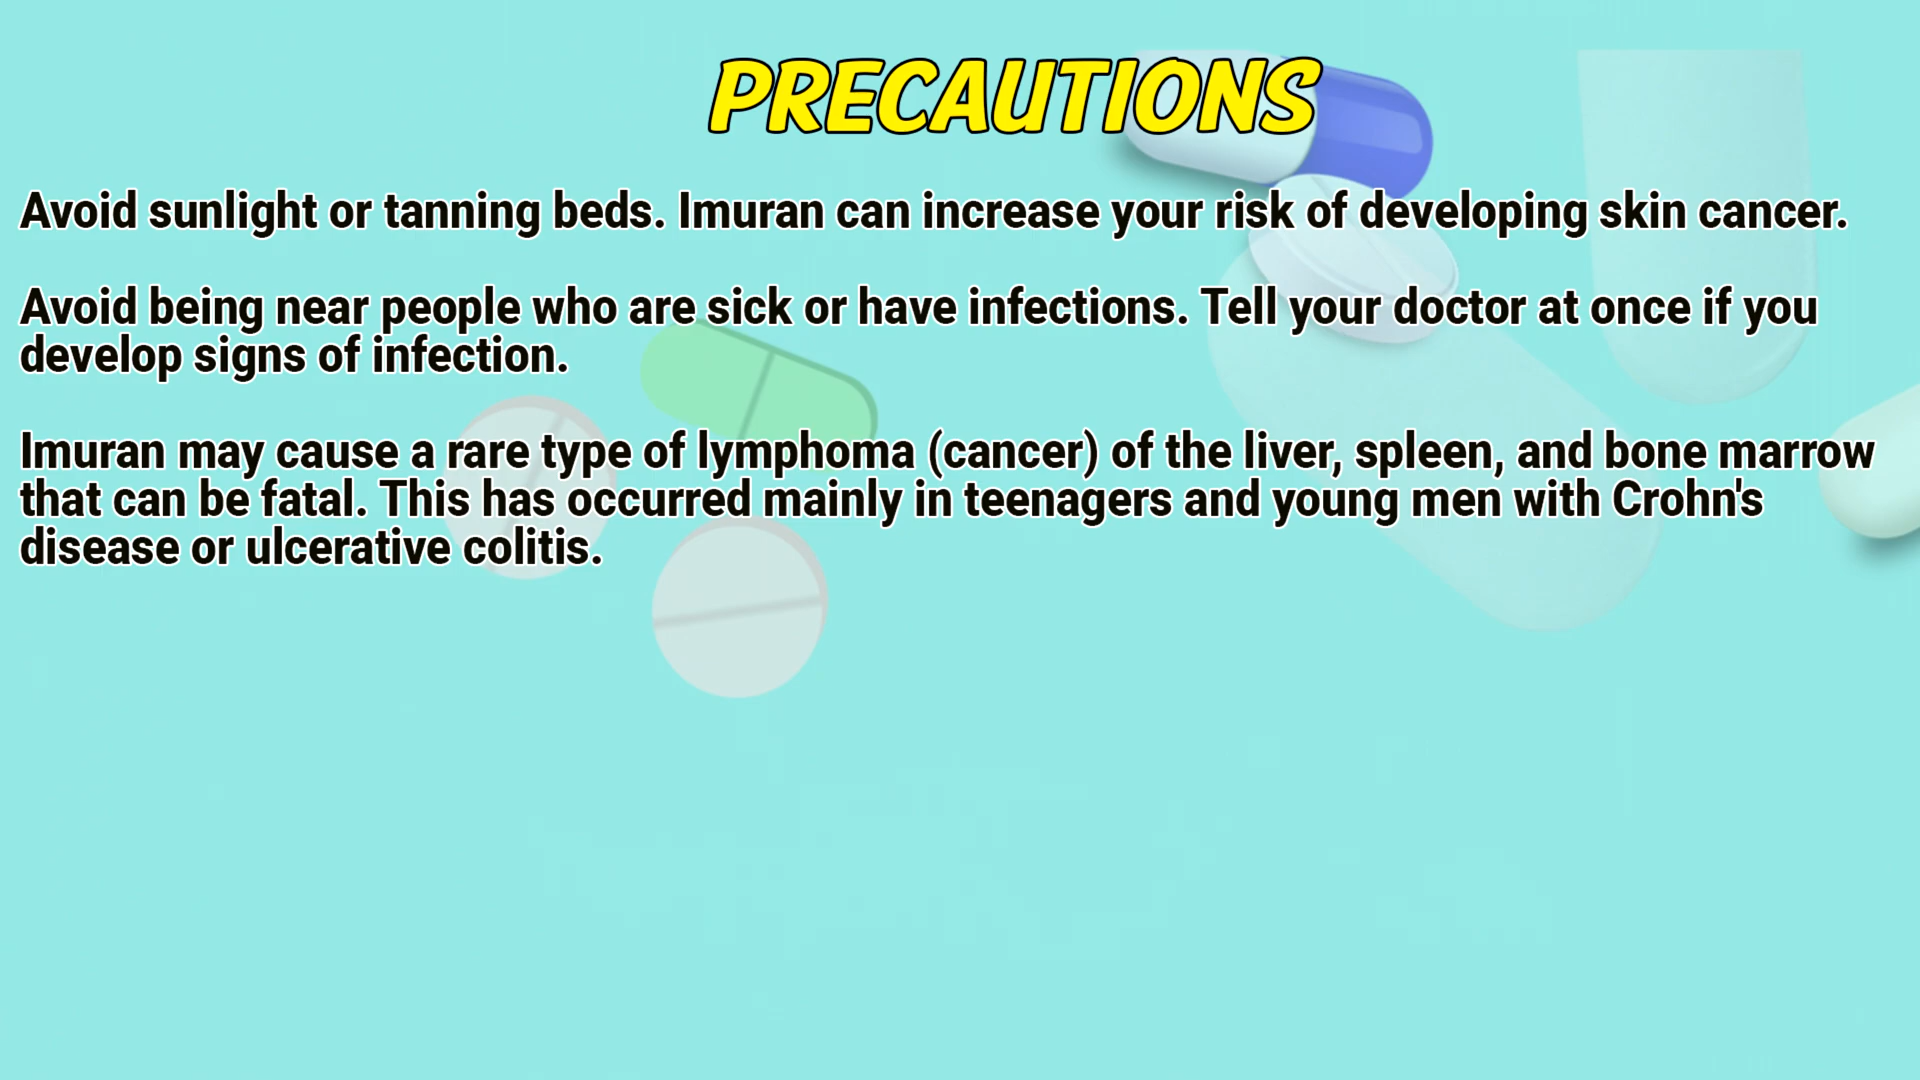 PRECAUTIONS
Avoid sunlight or tanning beds. Imuran can increase your risk of developing skin cancer.
Avoid being near people who are sick or have infections. Tell your doctor at once if you
develop signs of infection.
Imuran may cause a rare type of lymphoma (cancer) of the liver, spleen, and bone marrow
that can be fatal. This has occurred mainly in teenagers and young men with Crohn's
disease or ulcerative colitis.